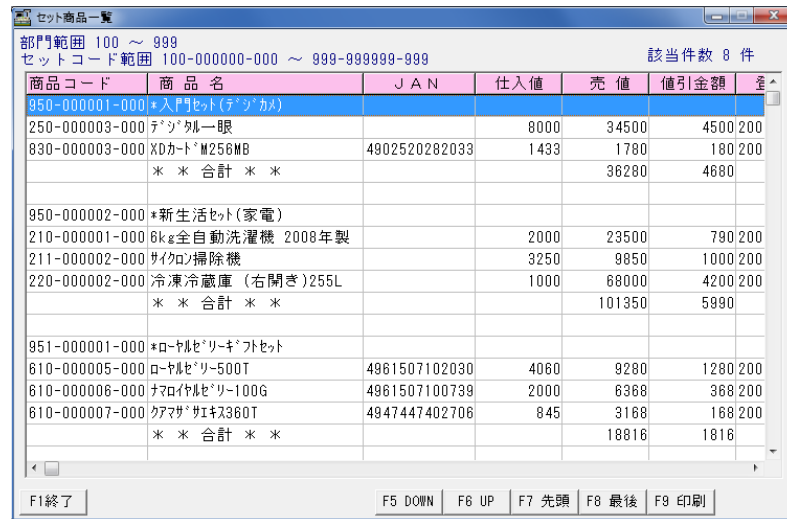 セット商品一覧
部門範囲 100 ～ 999
セットコード範囲 100-000000-000 ～ 999-999999-999 該当件数 8 件
商品コード 商 品 名 ＪＡＮ 仕入値 売 値 値引金額
950-000001-000 *入門ｾｯﾄ(ﾃﾞｼﾞｶﾒ)
250-000003-000 ﾃﾞｼﾞﾀﾙ一眼 8000 34500 4500 200
830-000003-000 XDｶｰﾄﾞM256MB 4902520282033 1433 1780 180 200
＊ ＊ 合計 ＊ ＊ 36280 4680
950-000002-000 *新生活ｾｯﾄ(家電)
210-000001-000 6kg全自動洗濯機 2008年製 2000 23500 790 200
211-000002-000 ｻｲｸﾛﾝ掃除機 3250 9850 1000 200
220-000002-000 冷凍冷蔵庫 (右開き)255L 1000 68000 4200 200
＊ ＊ 合計 ＊ ＊ 101350 5990
951-000001-000 *ﾛｰﾔﾙｾﾞﾘｰｷﾞﾌﾄｾｯﾄ
610-000005-000 ﾛｰﾔﾙｾﾞﾘｰ500T 4961507102030 4060 9280 1280 200
610-000006-000 ﾅﾏﾛｲﾔﾙｾﾞﾘｰ100G 4961507100739 2000 6368 368 200
610-000007-000 ｸｱﾏｻﾞｻｴｷｽ360T 4947447402706 845 3168 168 200
＊ ＊ 合計 ＊ ＊ 18816 1816
F1終了 F5 DOWN F6 UP F7 先頭 F8 最後 F9 印刷